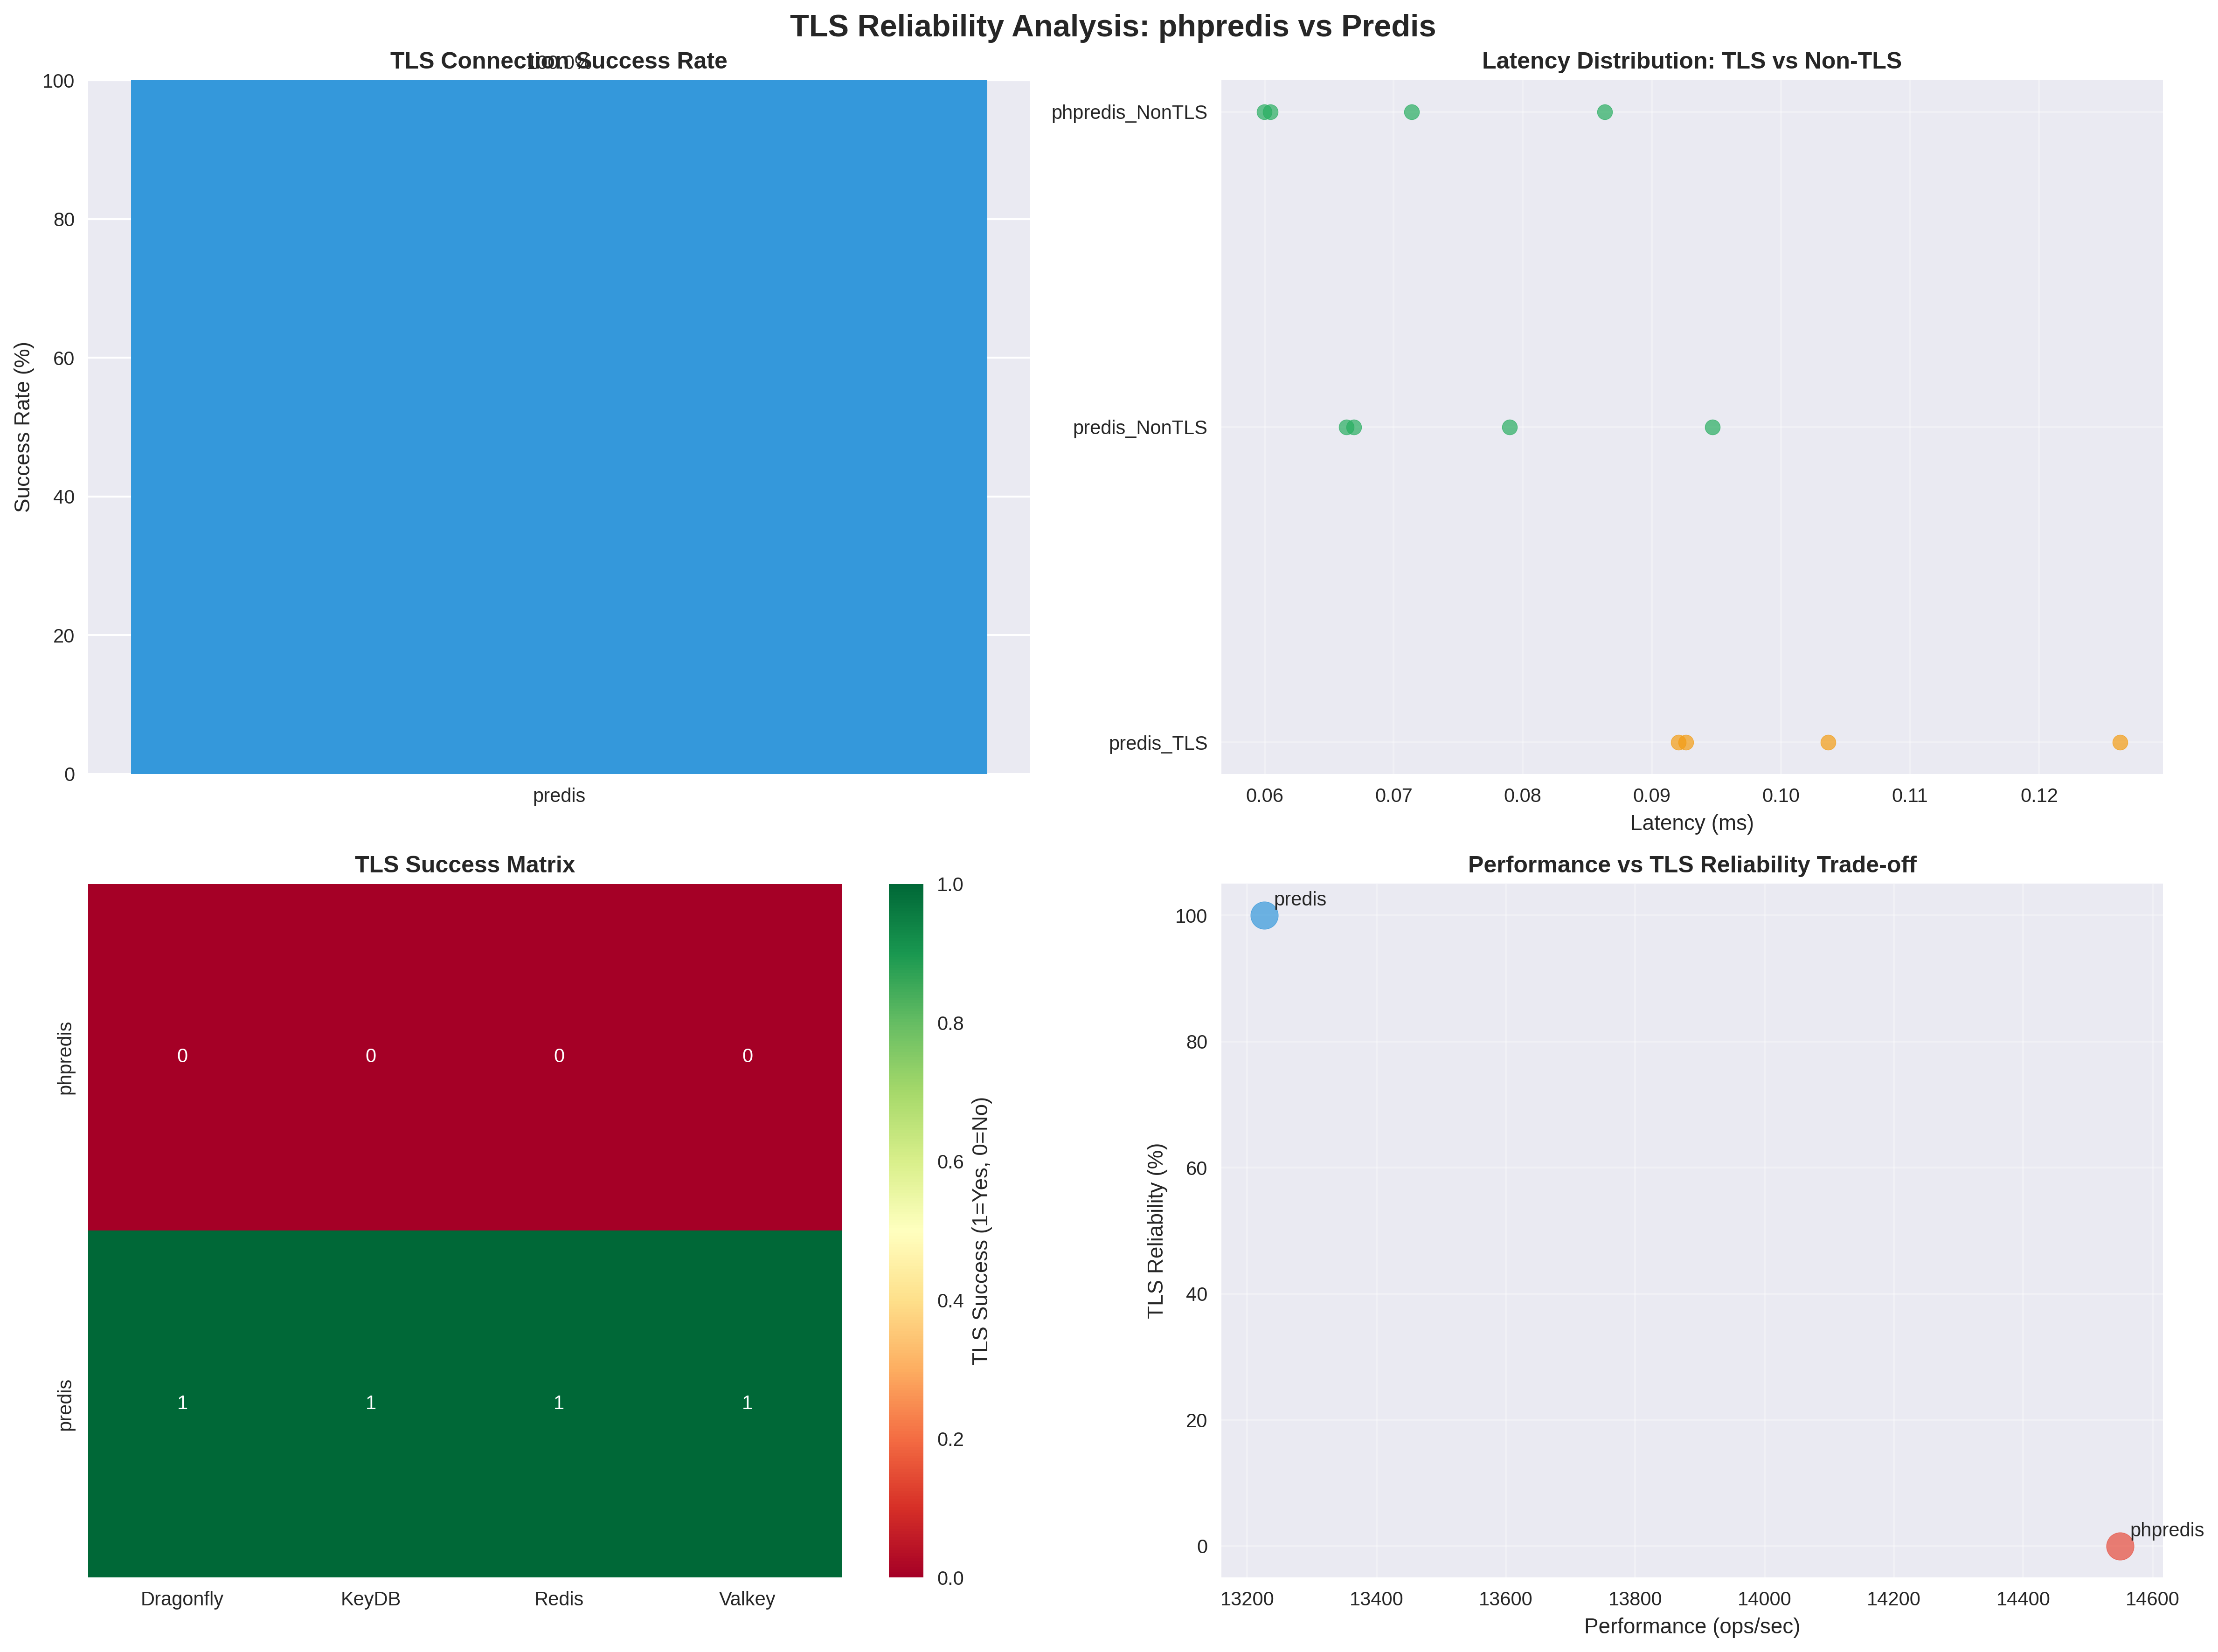 TLS Reliability Analysis: phpredis vs Predis
TLS Connection Success Rate
100.0%
100
80
60
40
20
0
Success Rate (%)
predis
Latency Distribution: TLS vs Non-TLS
phpredis_NonTLS
predis_NonTLS
predis_TLS
0.06 0.07 0.08 0.09 0.10 0.11 0.12
Latency (ms)
TLS Success Matrix
phpredis
0 0 0 0
predis
1 1 1 1
Dragonfly KeyDB Redis Valkey
1.0
0.8
0.6
0.4
0.2
0.0
TLS Success (1=Yes, 0=No)
Performance vs TLS Reliability Trade-off
predis
phpredis
100
80
60
40
20
0
TLS Reliability (%)
13200 13400 13600 13800 14000 14200 14400 14600
Performance (ops/sec)